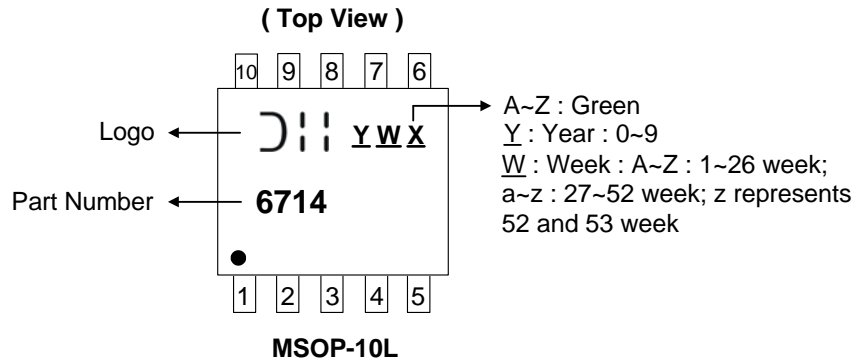 ( Top View )
10 9 8 7 6
Logo
Y W X
A~Z : Green
Y : Year : 0~9
W : Week : A~Z : 1~26 week;
a~z : 27~52 week; z represents
52 and 53 week
Part Number
6714
1 2 3 4 5
MSOP-10L